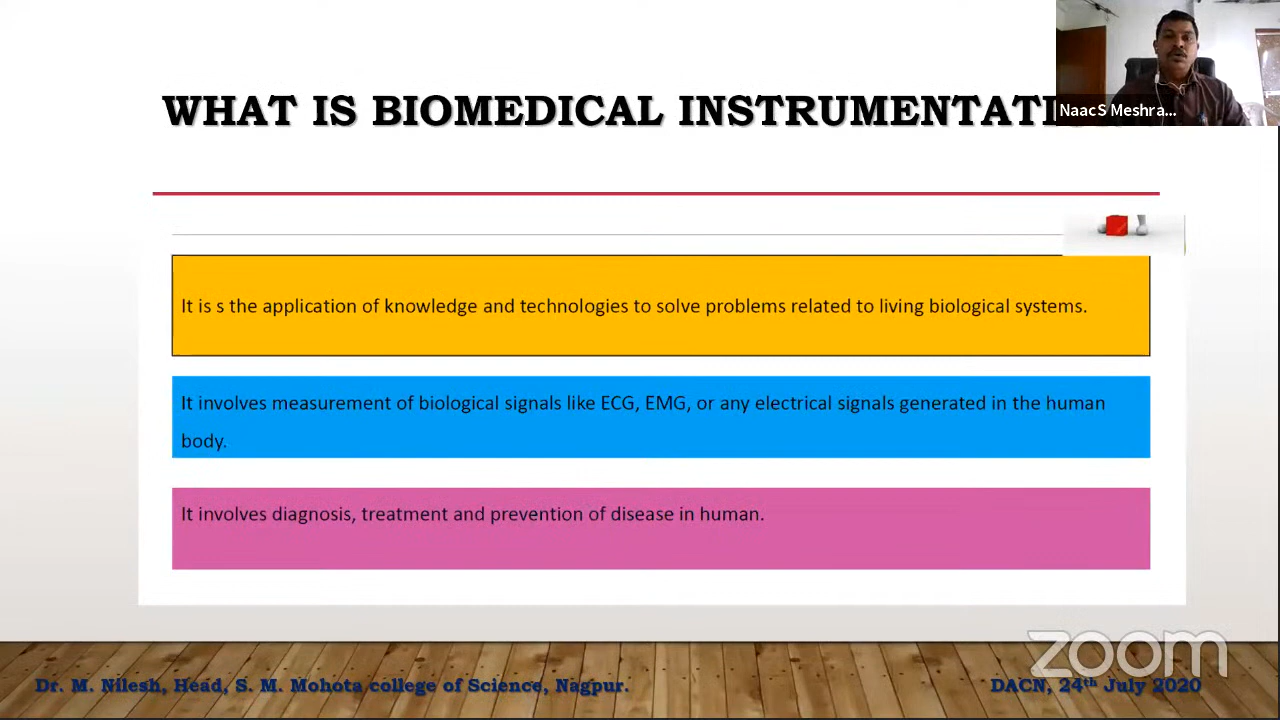 WHAT IS BIOMEDICAL INSTRUMENTATI
NaacS Meshra...
It is s the application of knowledge and technologies to solve problems related to living biological systems.
It involves measurement of biological signals like ECG, EMG, or any electrical signals generated in the human
body.
It involves diagnosis, treatment and prevention of disease in human.
zoom
Dr. M. Nilesh, Head, S. M. Mohota college of Science, Nagpur.
DACN, 24th July 2020